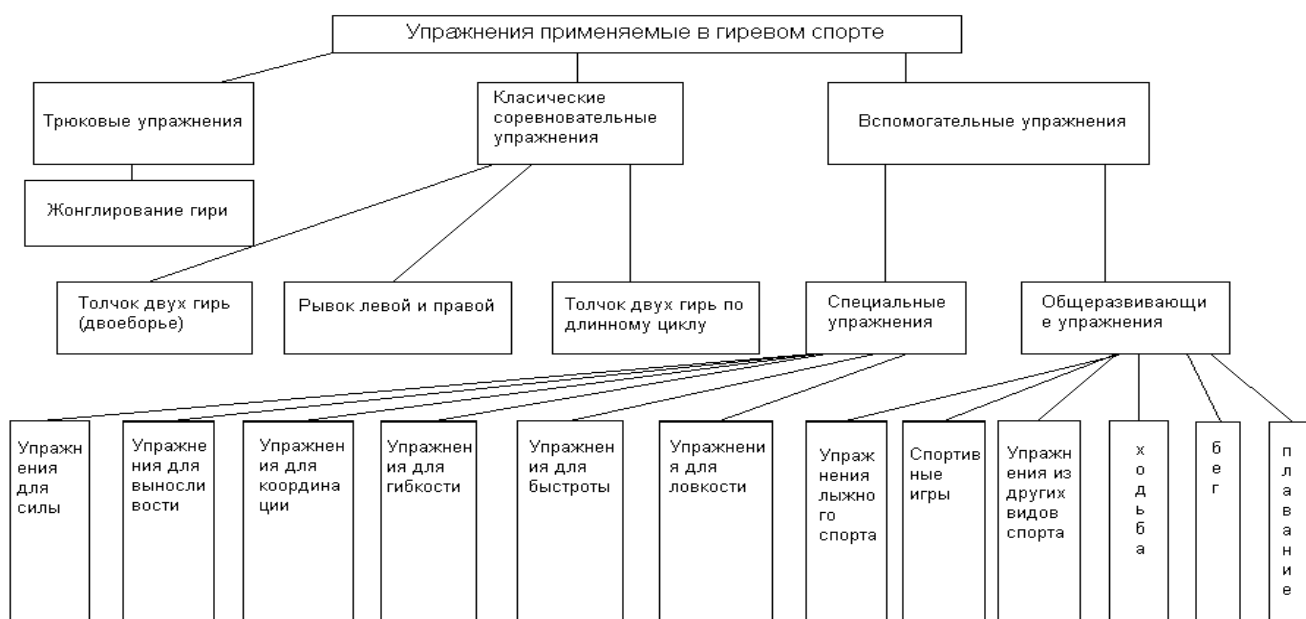 Упражнения применяемые в гиревом спорте
Трюковые упражнения
Класические
соревновательные
упражнения
Вспомогательные упражнения
Жонглирование гири
Толчок двух гирь
(двоеборье)
Рывок левой и правой
Толчок двух гирь по
длинному циклу
Специальные
упражнения
Общеразвивающи
е упражнения
Упражн
ения
для
силы
Упражне
ния для
выносли
вости
Упражнен
ия для
координа
ции
Упражнен
ия для
гибкости
Упражнен
ия для
быстроты
Упражнени
я для
ловкости
Упраж
нения
лыжно
го
спорта
Спортив
ные
игры
Упражн
ения из
других
видов
спорта
х
о
д
ь
б
а
б
е
г
п
л
а
в
а
н
и
е